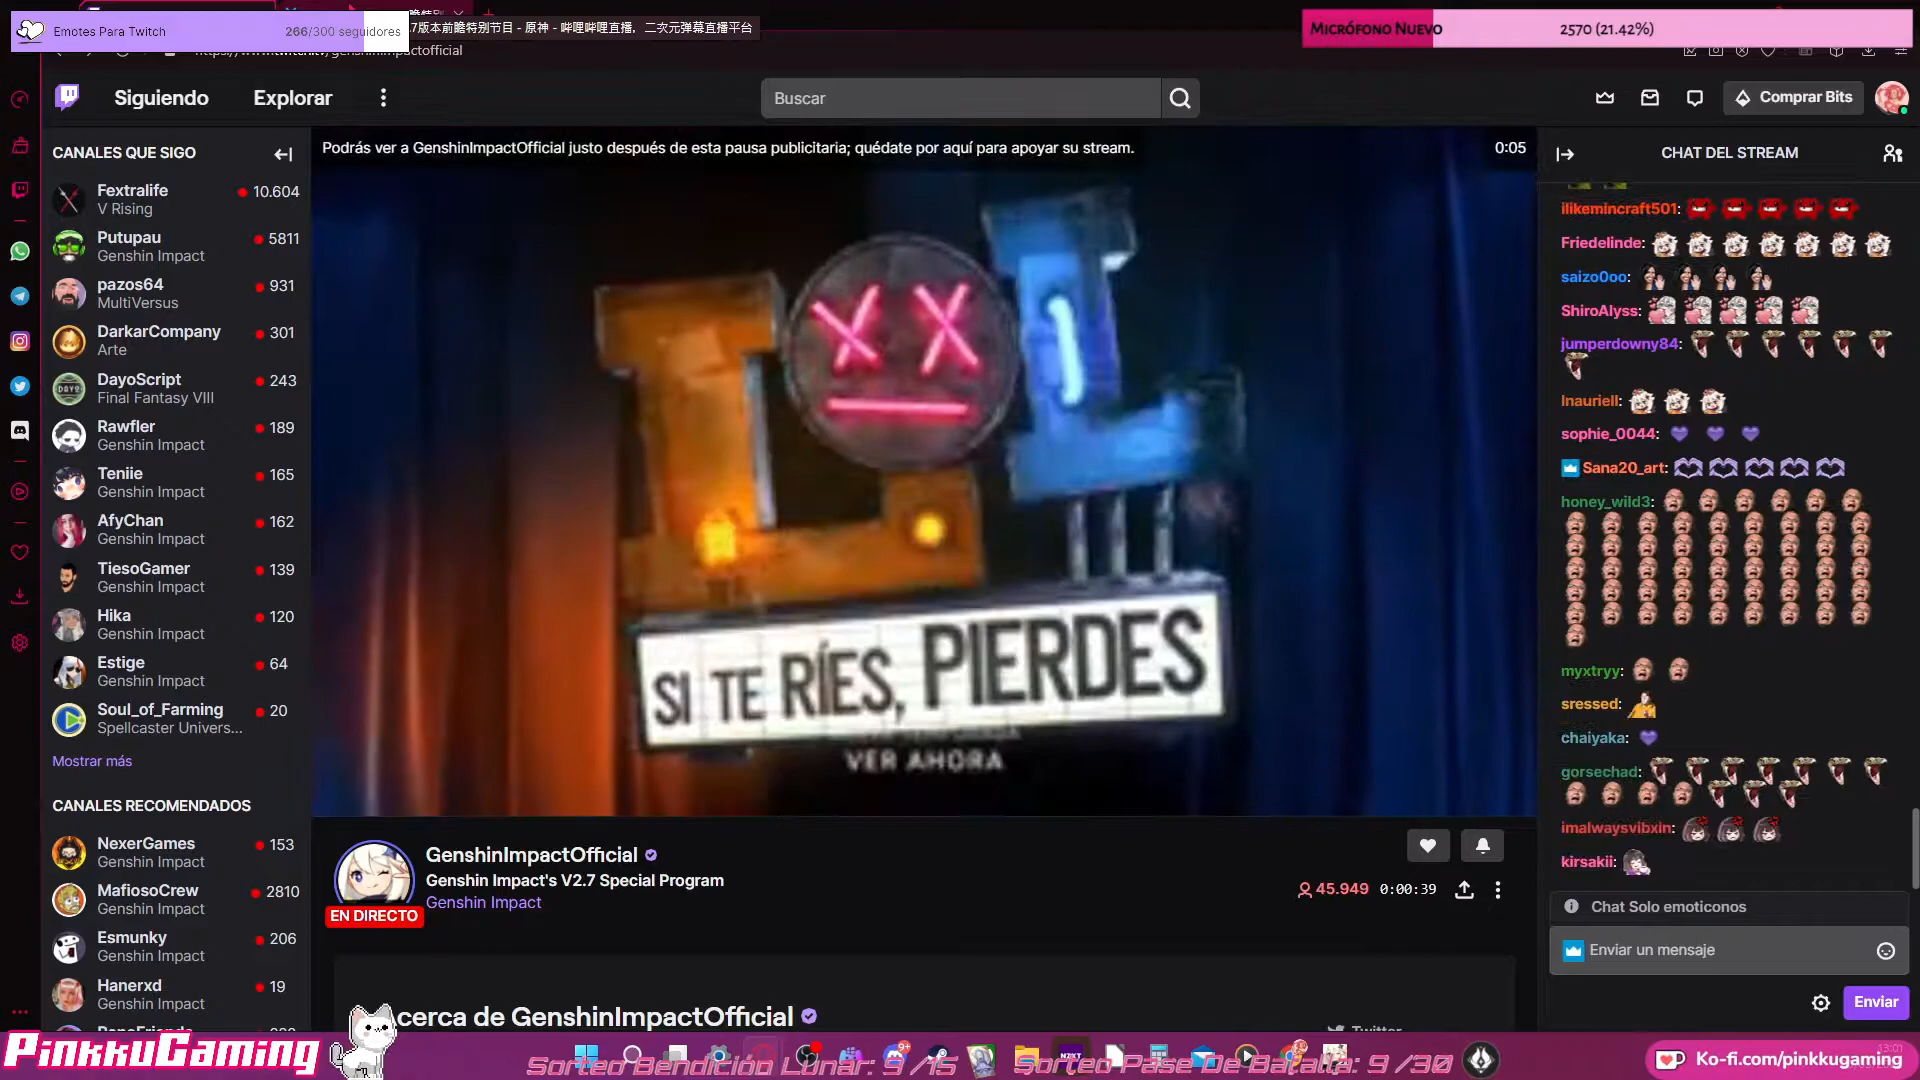 Emotes Para Twitch
266/300 seguidores
.7版本前瞻特别节目 - 原神 - 哔哩哔哩直播，二次元弹幕直播平台
Micrófono Nuevo
2570 (21.42%)
Siguiendo
Explorar
Buscar
Comprar Bits
CANALES QUE SIGO
Fextralife
10.604
V Rising
Putupau
5811
Genshin Impact
pazos64
931
MultiVersus
DarkarCompany
301
Arte
DayoScript
243
Final Fantasy VIII
Rawfler
189
Genshin Impact
Teniie
165
Genshin Impact
AfyChan
162
Genshin Impact
TiesoGamer
139
Genshin Impact
Hika
120
Genshin Impact
Estige
64
Genshin Impact
Soul_of_Farming
20
Spellcaster Univers...
Mostrar más
CANALES RECOMENDADOS
NexerGames
153
Genshin Impact
MafiosoCrew
2810
Genshin Impact
Esmunky
206
Genshin Impact
Hanerxd
19
Genshin Impact
Podrás ver a GenshinImpactOfficial justo después de esta pausa publicitaria; quédate por aquí para apoyar su stream.
0:05
LOL
SI TE RÍES, PIERDES
VER AHORA
GenshinImpactOfficial
Genshin Impact's V2.7 Special Program
Genshin Impact
EN DIRECTO
45.949
0:00:39
cerca de GenshinImpactOfficial
Twitter
CHAT DEL STREAM
ilikemincraft501:
Friedelinde:
saizo0oo:
ShiroAlyss:
jumperdowny84:
lnauriell:
sophie_0044:
Sana20_art:
honey_wild3:
myxtryy:
sressed:
chaiyaka:
gorsechad:
imalwaysvibxin:
kirsakii:
Chat Solo emoticonos
Enviar un mensaje
Enviar
PinkkuGaming
Sorteo Bendición Lunar: 9 /15
Sorteo Pase De Batalla: 9 /30
Ko-fi.com/pinkkugaming